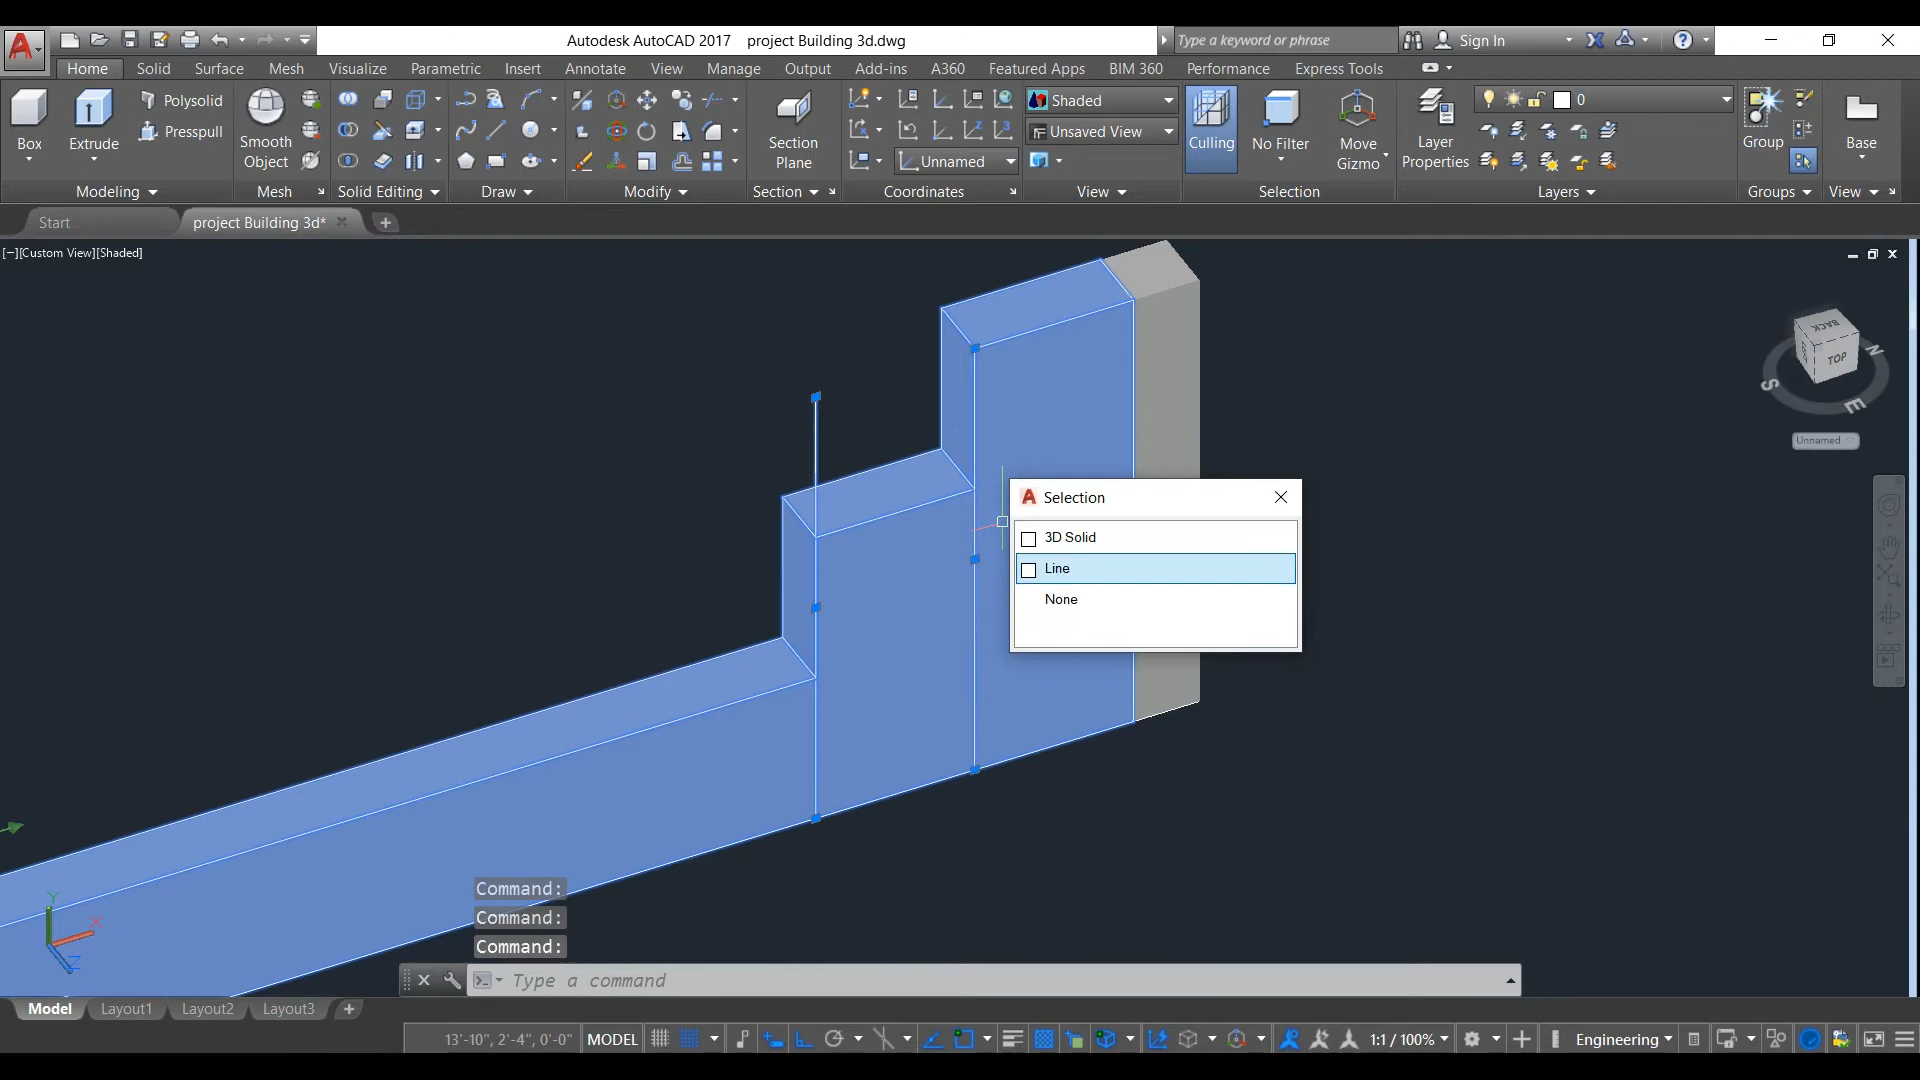 Autodesk AutoCAD 2017 project Building 3d.dwg
Type a keyword or phrase
Sign In
Home Solid Surface Mesh Visualize Parametric Insert Annotate View Manage Output Add-ins A360 Featured Apps BIM 360 Performance Express Tools
Box
Extrude
Polysolid
Presspull
Modeling
Smooth
Object
Mesh
Solid Editing
Draw
Modify
Section
Plane
Section
Unnamed
Coordinates
Shaded
Unsaved View
View
Culling
No Filter
Move
Gizmo
Selection
Layer
Properties
0
Layers
Group
Groups
Base
View
Start
project Building 3d*
[−][Custom View][Shaded]
BACK
TOP
N
S
E
Unnamed
Selection
3D Solid
Line
None
Y
X
Z
Command:
Command:
Command:
Type a command
Model Layout1 Layout2 Layout3
13'-10", 2'-4", 0'-0" MODEL 1:1 / 100% Engineering